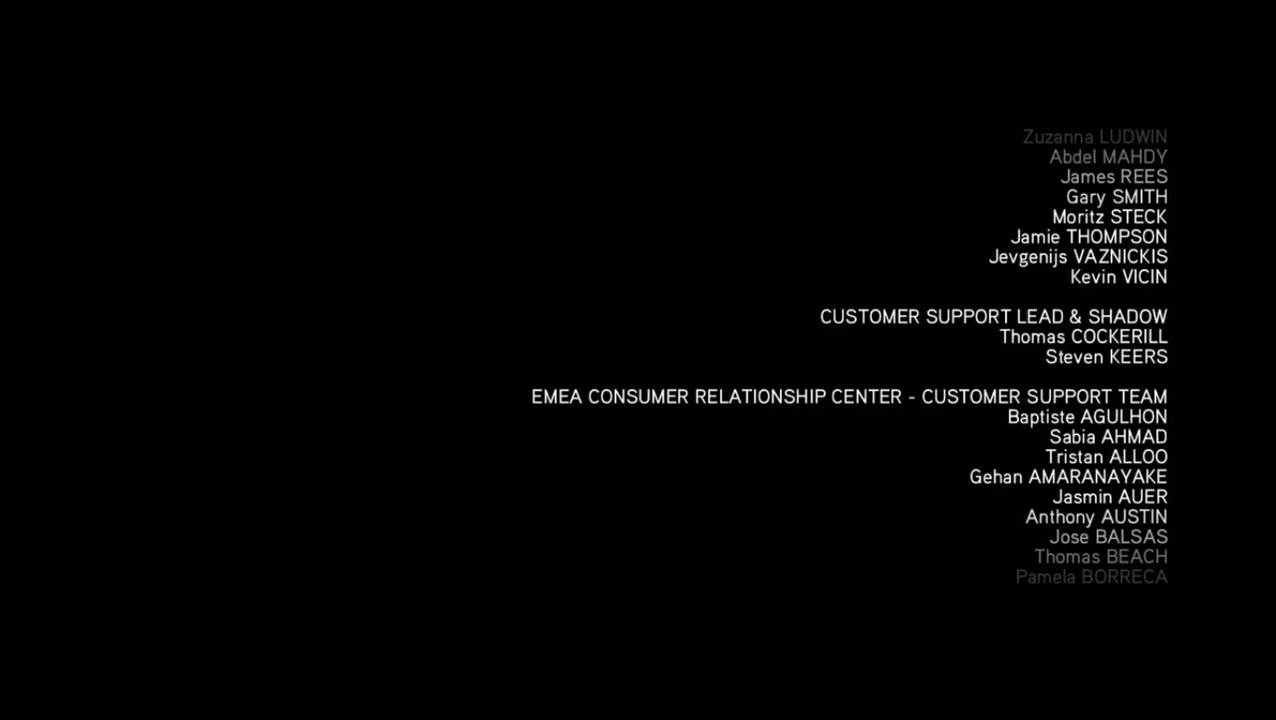 Zuzanna LUDWIN
Abdel MAHDY
James REES
Gary SMITH
Moritz STECK
Jamie THOMPSON
Jevgenijs VAZNICKIS
Kevin VICIN
CUSTOMER SUPPORT LEAD & SHADOW
Thomas COCKERILL
Steven KEERS
EMEA CONSUMER RELATIONSHIP CENTER - CUSTOMER SUPPORT TEAM
Baptiste AGULHON
Sabia AHMAD
Tristan ALLOO
Gehan AMARANAYAKE
Jasmin AUER
Anthony AUSTIN
Jose BALSAS
Thomas BEACH
Pamela BORRECA